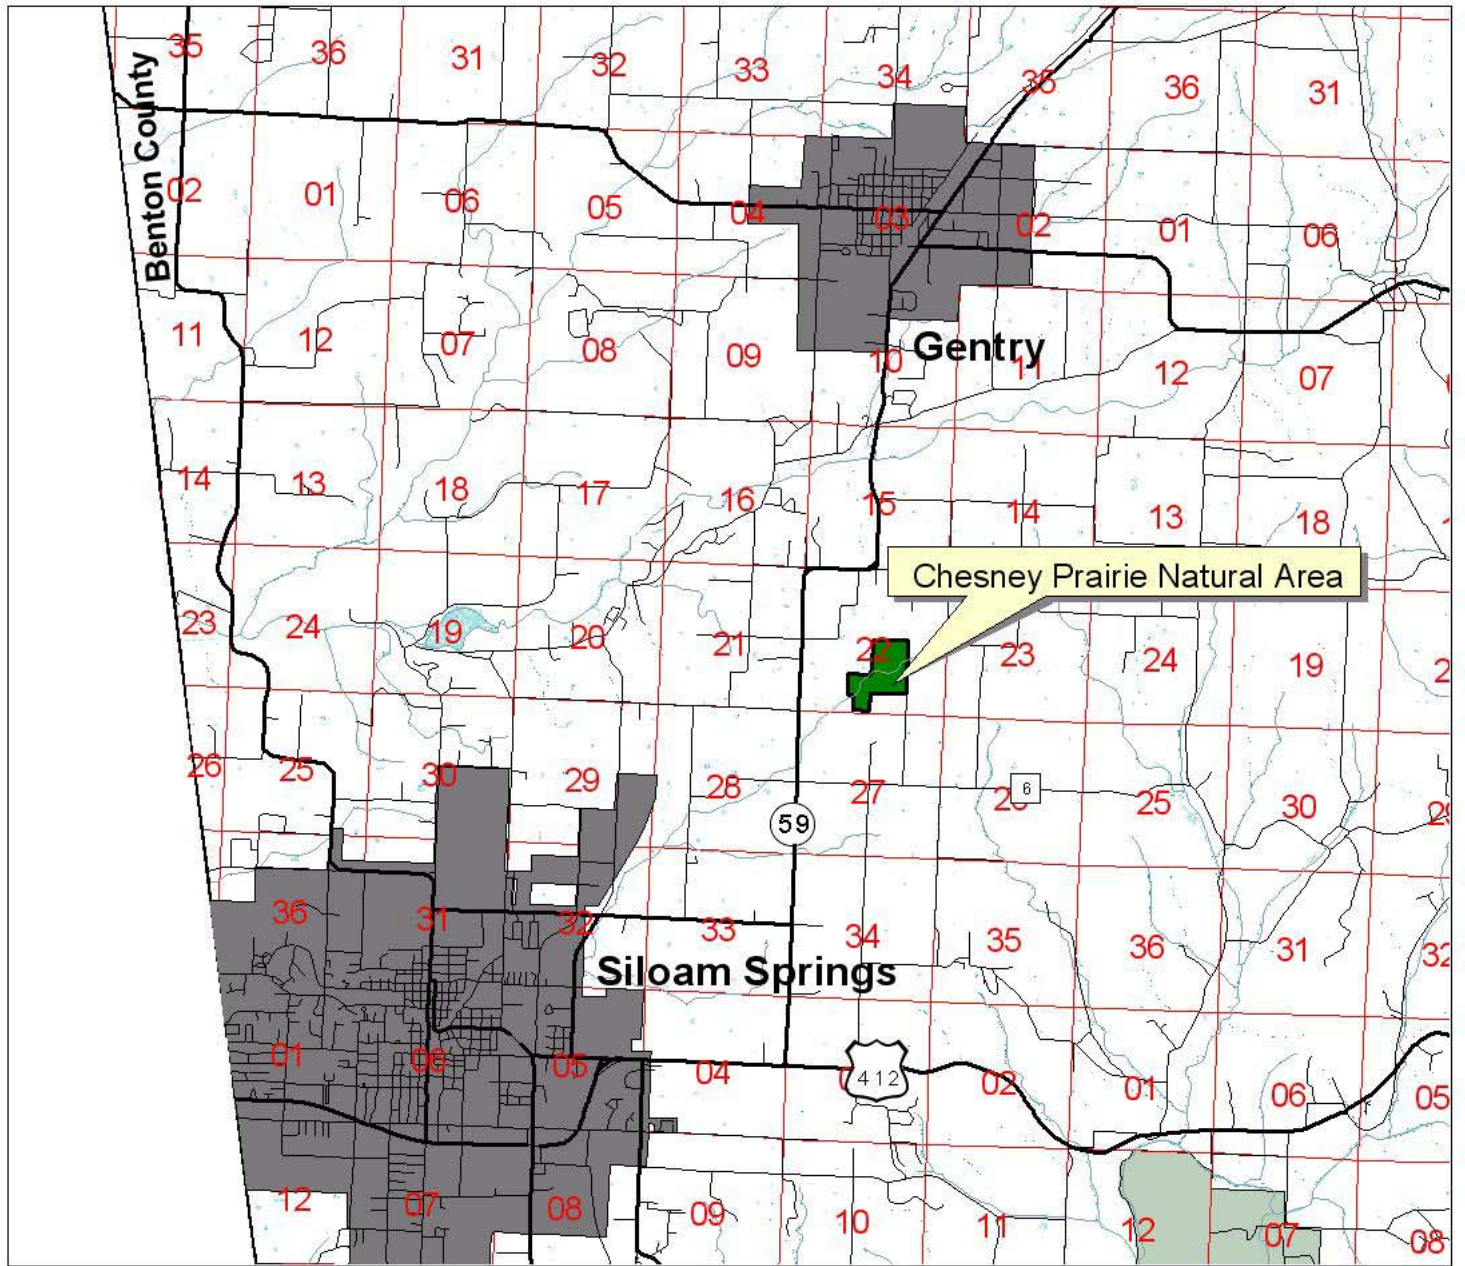 35 36 31 32 33 34 35 36 31
Benton County
02 01 06 05 04 03 02 01 06
11 12 07 08 09 10 Gentry 11 12 07
14 13 18 17 16 15 14 13 18
Chesney Prairie Natural Area
23 24 19 20 21 22 23 24 19
26 25 30 29 28 27 6 25 30
59
36 31 32 33 34 35 36 31 32
Siloam Springs
01 06 05 04 412 02 01 06 05
12 07 08 09 10 11 12 07 08